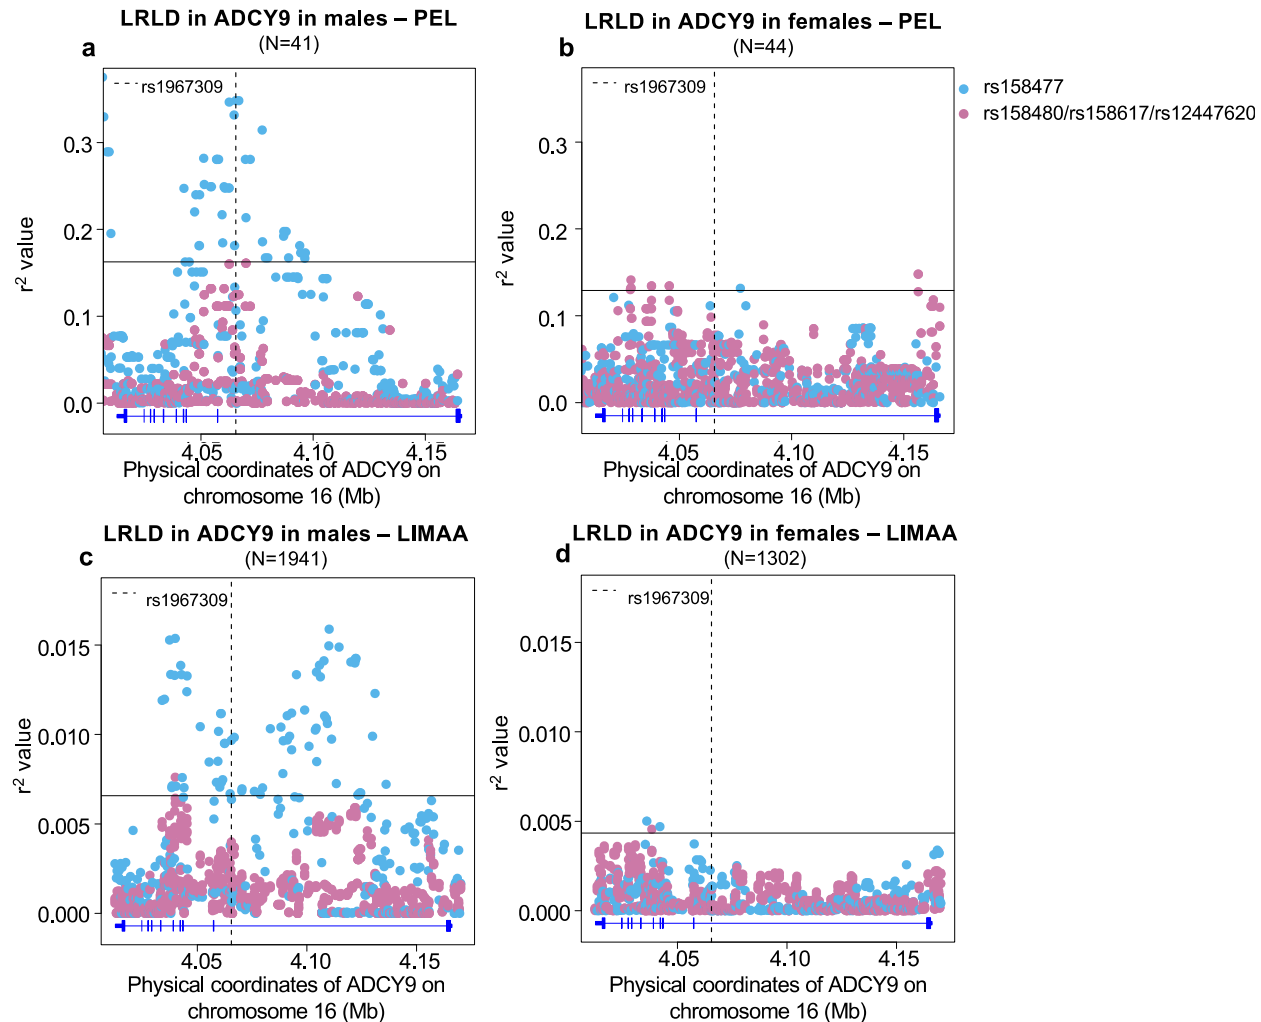 LRLD in ADCY9 in males – PEL
a
(N=41)
rs1967309
0.3
0.2
0.1
0.0
r2 value
4.05
4.10
4.15
Physical coordinates of ADCY9 on
chromosome 16 (Mb)
LRLD in ADCY9 in females – PEL
b
(N=44)
rs1967309
0.3
0.2
0.1
0.0
r2 value
4.05
4.10
4.15
Physical coordinates of ADCY9 on
chromosome 16 (Mb)
rs158477
rs158480/rs158617/rs12447620
LRLD in ADCY9 in males – LIMAA
c
(N=1941)
rs1967309
0.015
0.010
0.005
0.000
r2 value
4.05
4.10
4.15
Physical coordinates of ADCY9 on
chromosome 16 (Mb)
LRLD in ADCY9 in females – LIMAA
d
(N=1302)
rs1967309
0.015
0.010
0.005
0.000
r2 value
4.05
4.10
4.15
Physical coordinates of ADCY9 on
chromosome 16 (Mb)